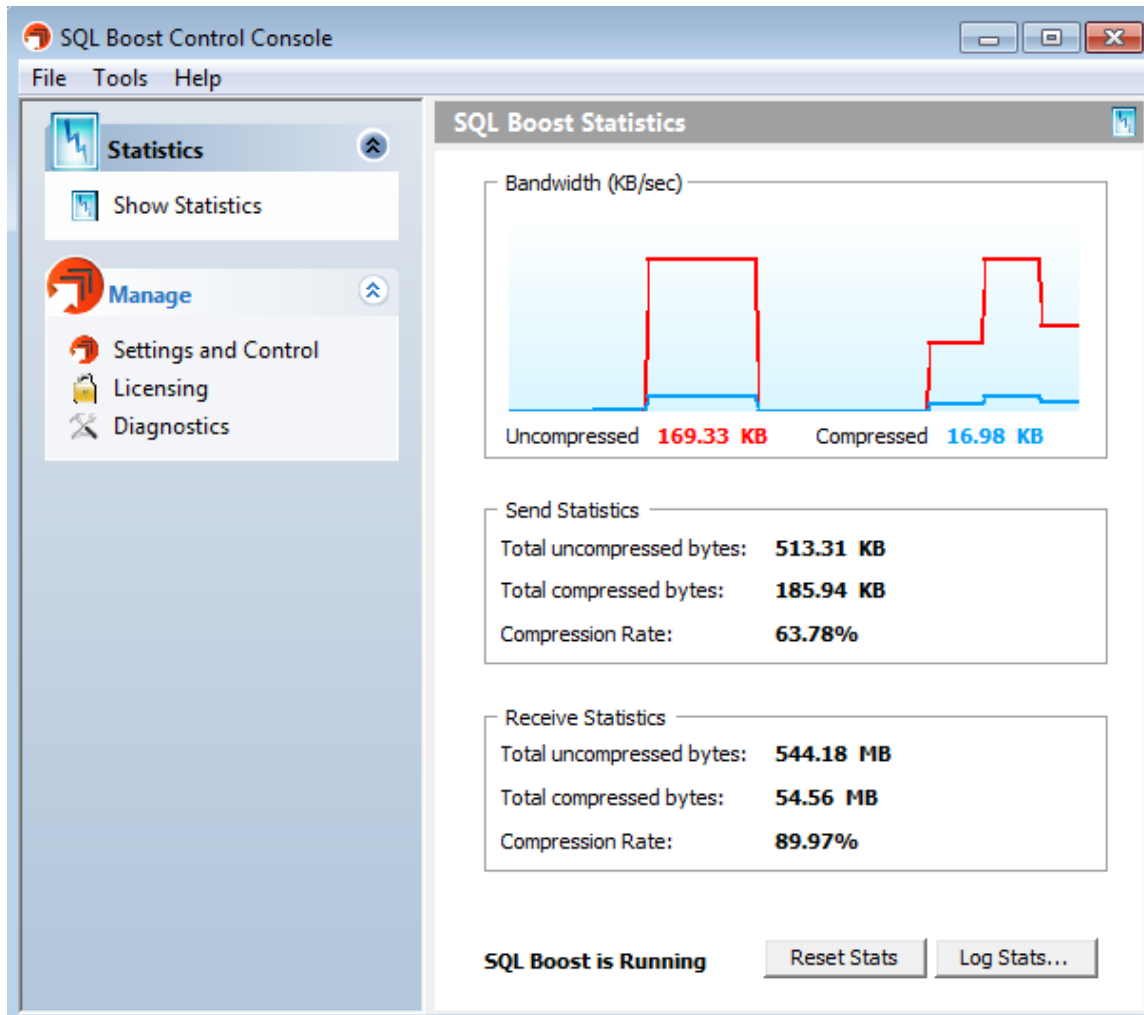 SQL Boost Control Console
File Tools Help
Statistics
Show Statistics
Manage
Settings and Control
Licensing
Diagnostics
SQL Boost Statistics
Bandwidth (KB/sec)
Uncompressed 169.33 KB Compressed 16.98 KB
Send Statistics
Total uncompressed bytes: 513.31 KB
Total compressed bytes: 185.94 KB
Compression Rate: 63.78%
Receive Statistics
Total uncompressed bytes: 544.18 MB
Total compressed bytes: 54.56 MB
Compression Rate: 89.97%
SQL Boost is Running Reset Stats Log Stats...